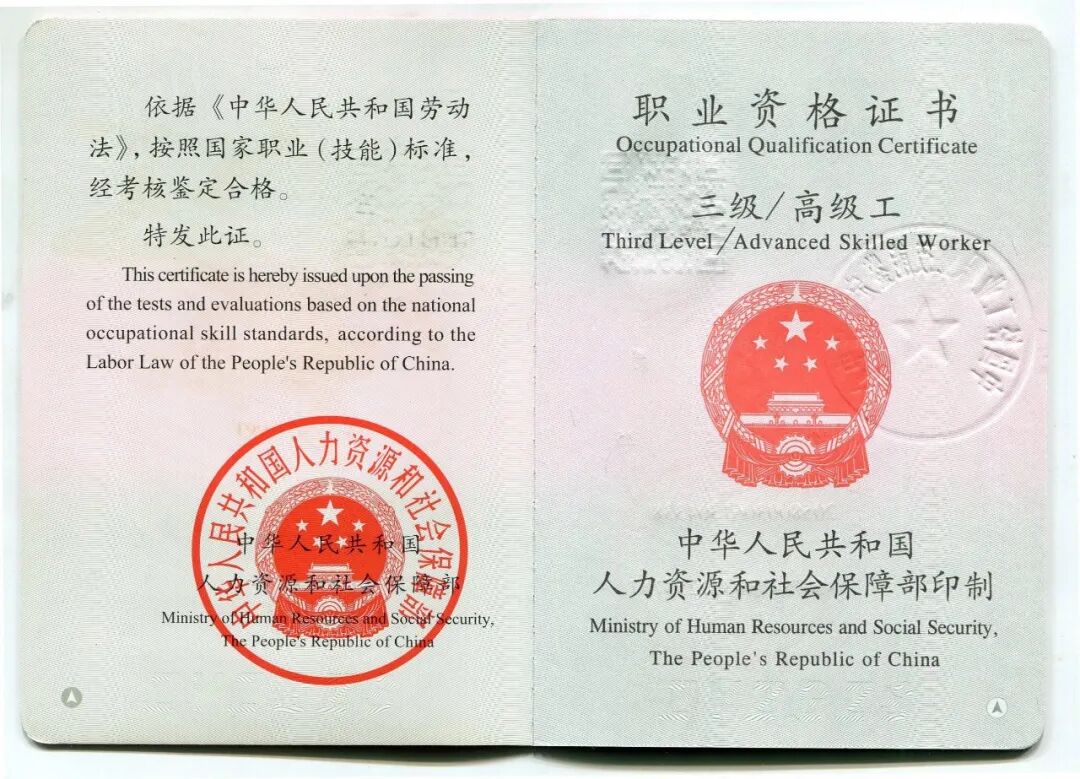 依据《中华人民共和国劳动
法》，按照国家职业（技能）标准，
经考核鉴定合格。
特发此证。
This certificate is hereby issued upon the passing
of the tests and evaluations based on the national
occupational skill standards, according to the
Labor Law of the People's Republic of China.
中华人民共和国人力资源和社会保障部
中华人民共和国
人力资源和社会保障部
Ministry of Human Resources and Social Security,
The People's Republic of China
职业资格证书
Occupational Qualification Certificate
三级/高级工
Third Level/Advanced Skilled Worker
中华人民共和国
人力资源和社会保障部印制
Ministry of Human Resources and Social Security,
The People's Republic of China